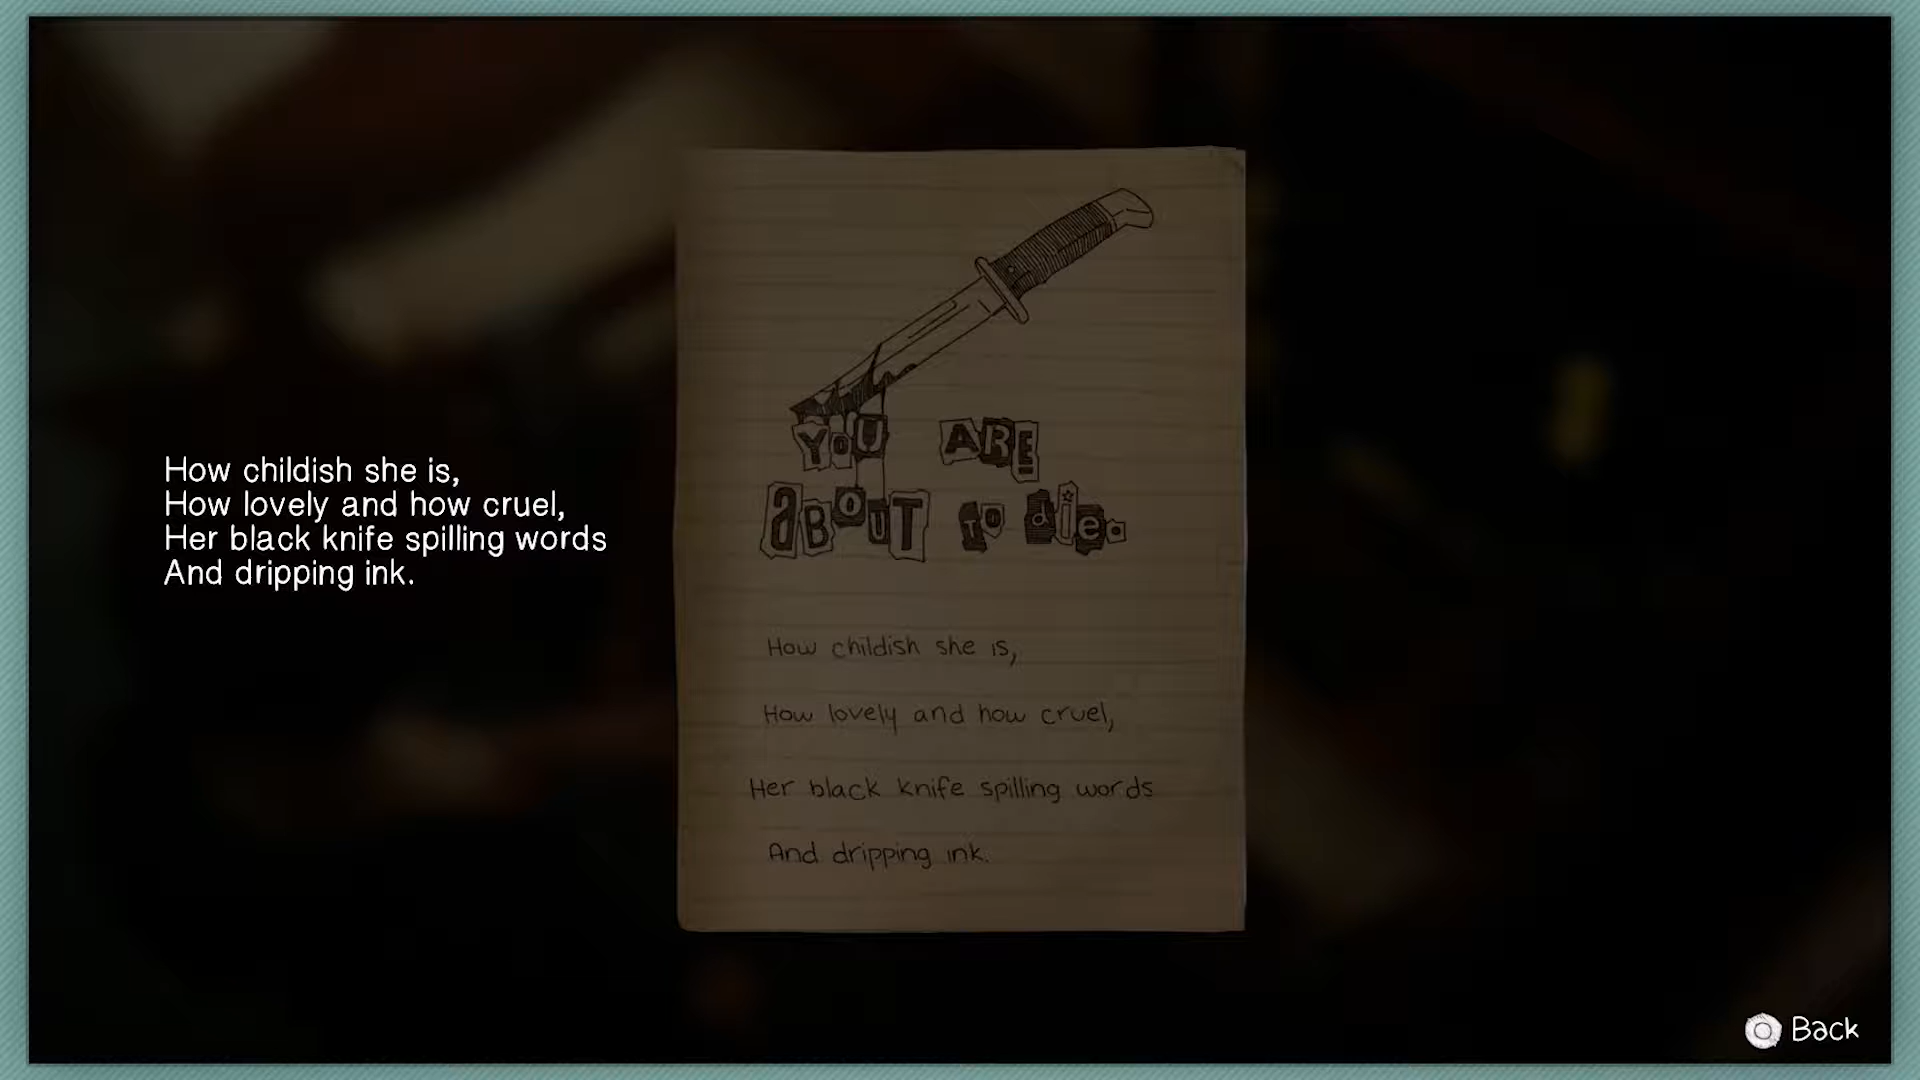 How childish she is,
How lovely and how cruel,
Her black knife spilling words
And dripping ink.
YOU ARE
aBOUT To die.
How childish she is,
How lovely and how cruel,
Her black knife spilling words
And dripping ink.
Back